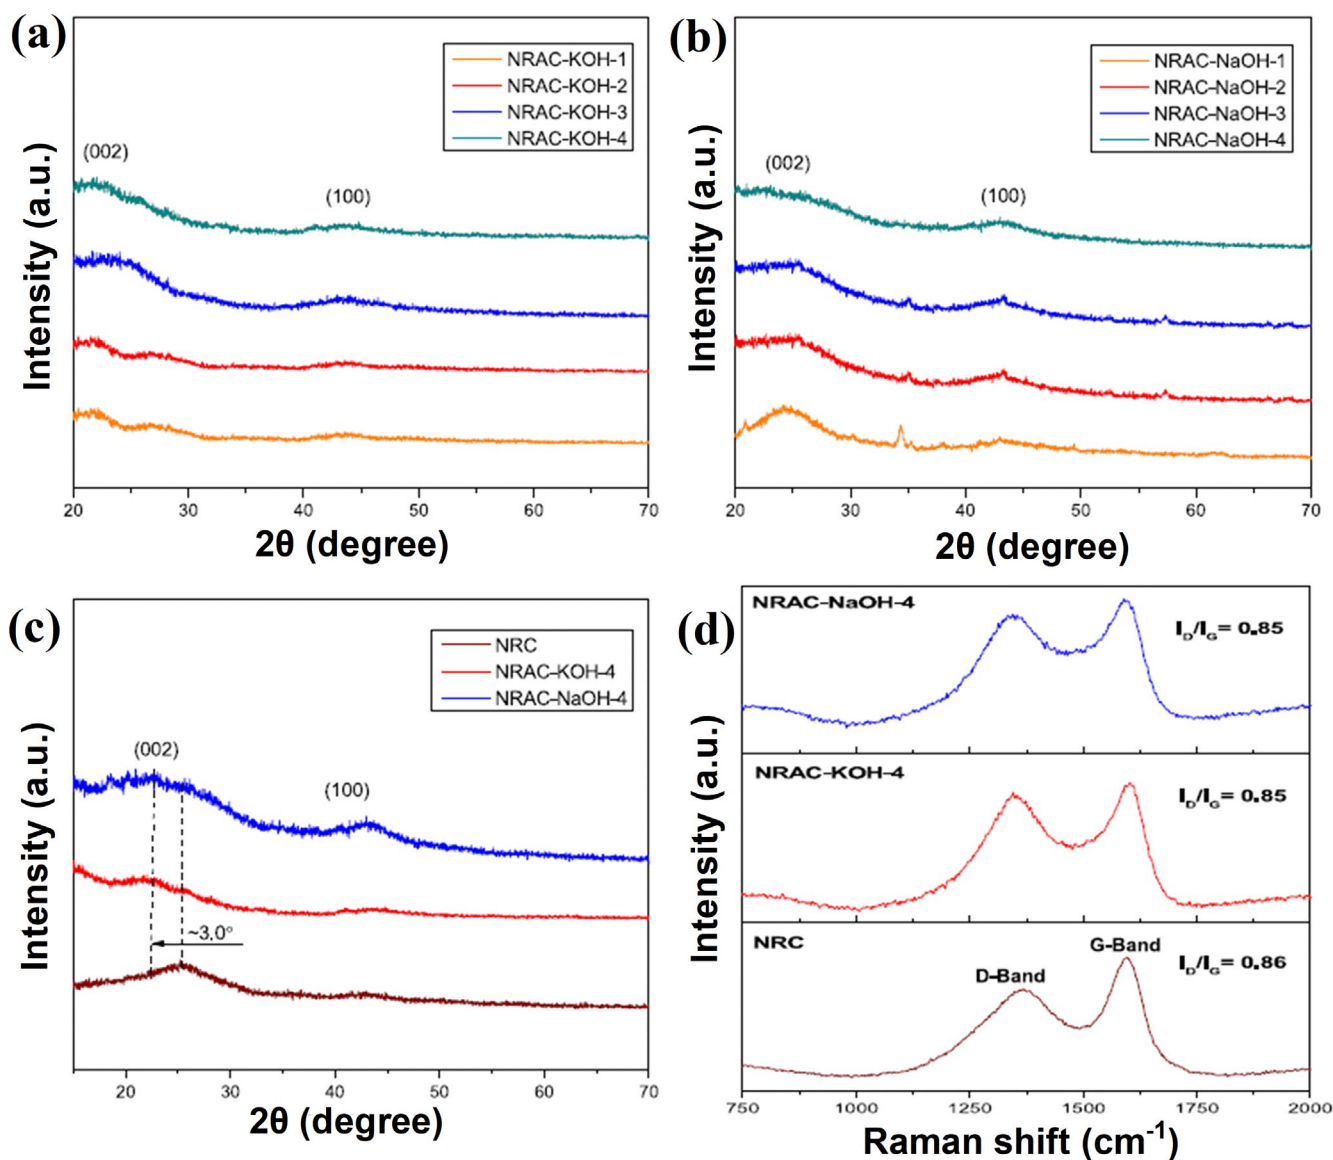 (a)
NRAC-KOH-1
NRAC-KOH-2
NRAC-KOH-3
NRAC-KOH-4
(002)
(100)
Intensity (a.u.)
20 30 40 50 60 70
2θ (degree)
(b)
NRAC-NaOH-1
NRAC-NaOH-2
NRAC-NaOH-3
NRAC-NaOH-4
(002)
(100)
Intensity (a.u.)
20 30 40 50 60 70
2θ (degree)
(c)
NRC
NRAC-KOH-4
NRAC-NaOH-4
(002)
(100)
~3.0°
Intensity (a.u.)
20 30 40 50 60 70
2θ (degree)
(d)
NRAC-NaOH-4
I_D/I_G= 0.85
NRAC-KOH-4
I_D/I_G= 0.85
NRC
D-Band
G-Band
I_D/I_G= 0.86
Intensity (a.u.)
750 1000 1250 1500 1750 2000
Raman shift (cm⁻¹)